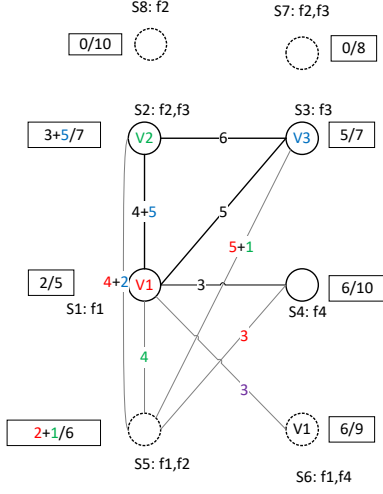 S8: f2
S7: f2,f3
0/10
0/8
S2: f2,f3
S3: f3
3+5/7
V2
6
V3
5/7
4+5
5
5+1
2/5
4+2
V1
3
6/10
S1: f1
S4: f4
3
4
3
2+1/6
V1
6/9
S5: f1,f2
S6: f1,f4